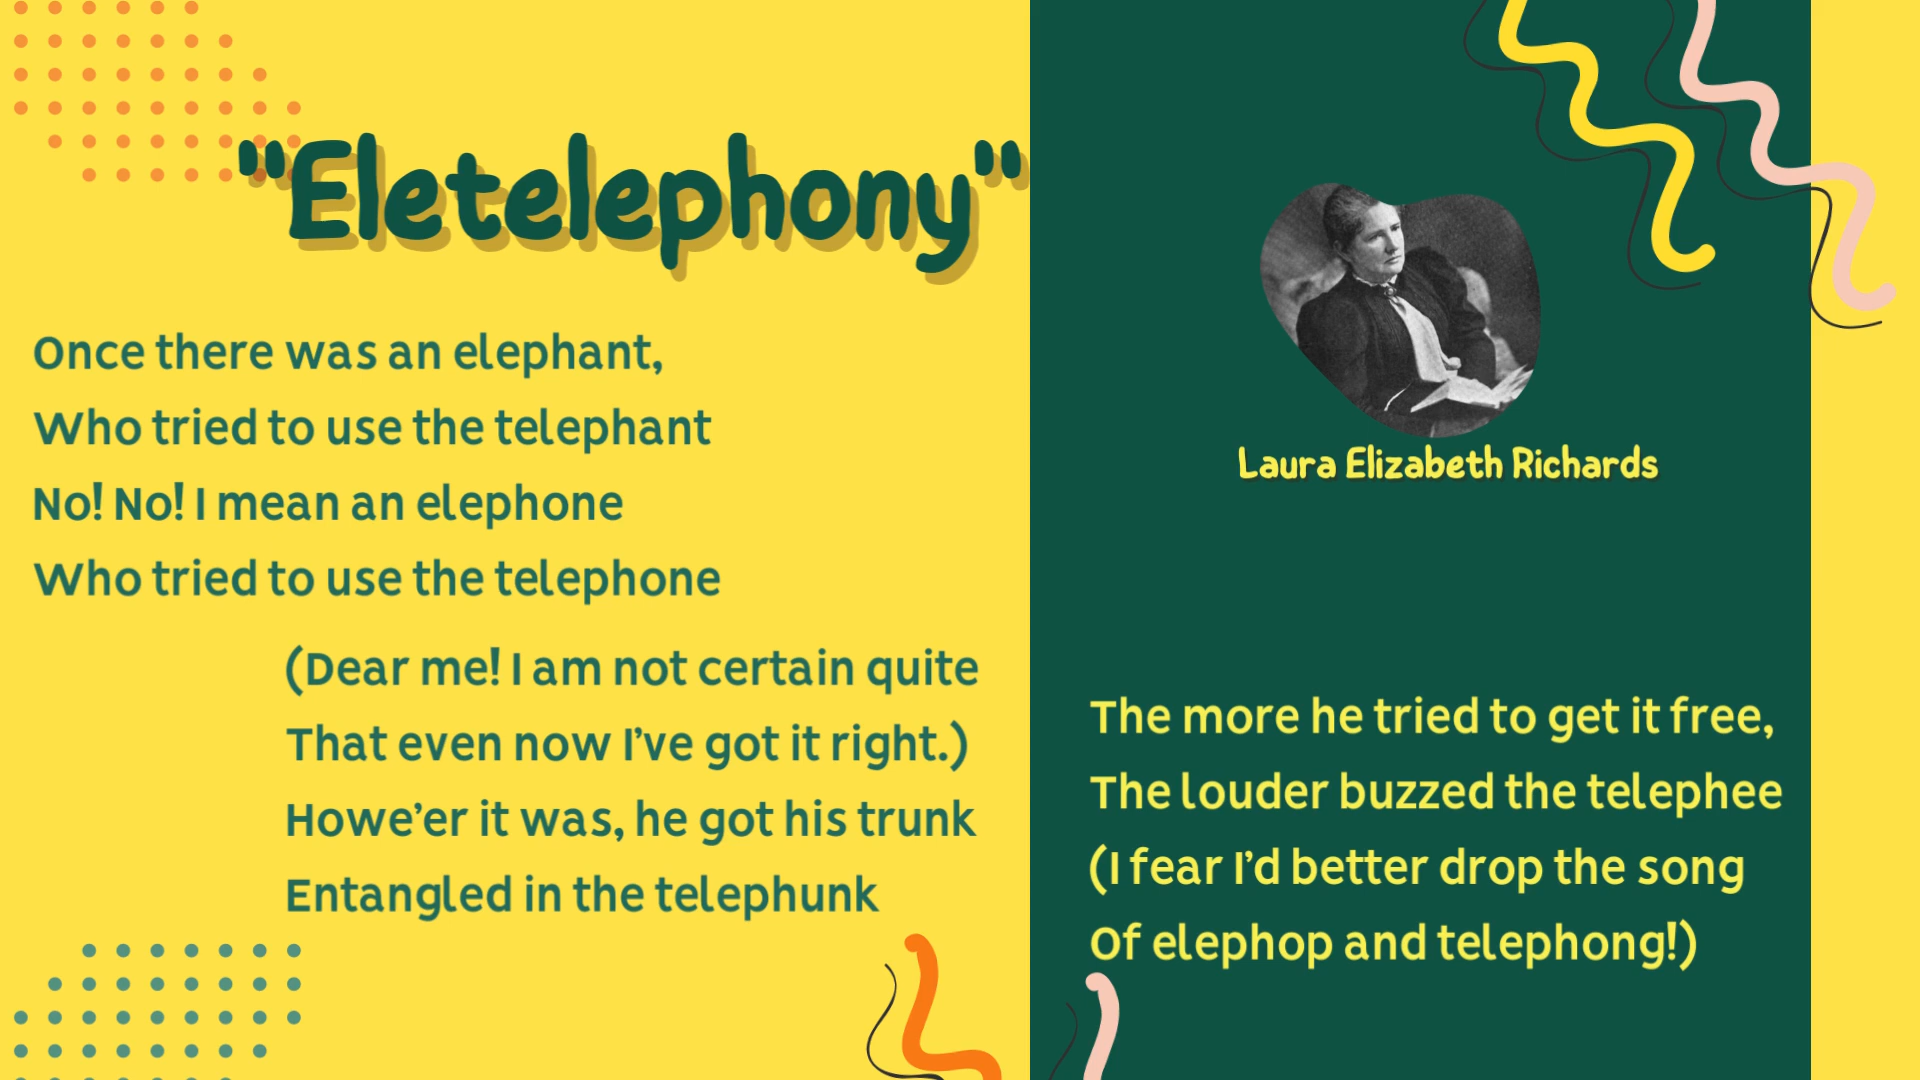 "Eletelephony"
Once there was an elephant,
Who tried to use the telephant
No! No! I mean an elephone
Who tried to use the telephone
(Dear me! I am not certain quite
That even now I've got it right.)
Howe'er it was, he got his trunk
Entangled in the telephunk
Laura Elizabeth Richards
The more he tried to get it free,
The louder buzzed the telephee
(I fear I'd better drop the song
Of elephop and telephong!)